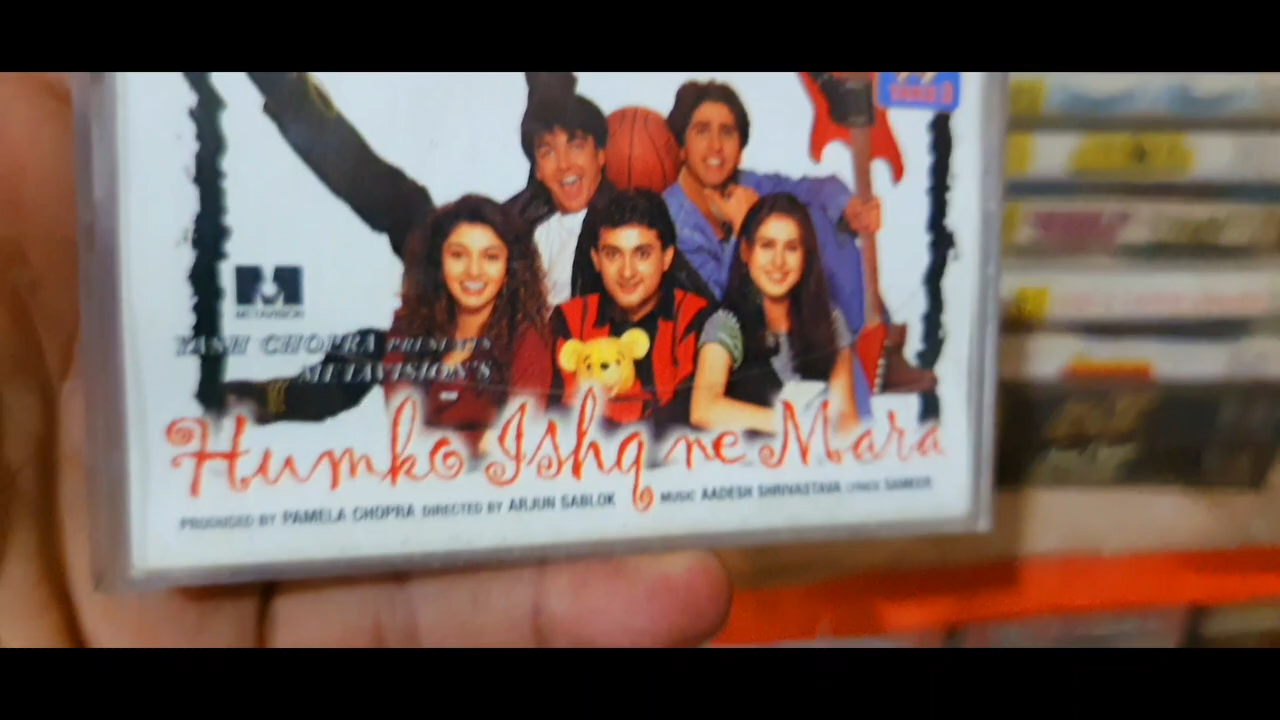 METAVISION
YASH CHOPRA PRESENTS
METAVISION'S
Humko Ishq ne Mara
PRODUCED BY PAMELA CHOPRA DIRECTED BY ARJUN SABLOK MUSIC AADESH SHRIVASTAVA LYRICS SAMEER